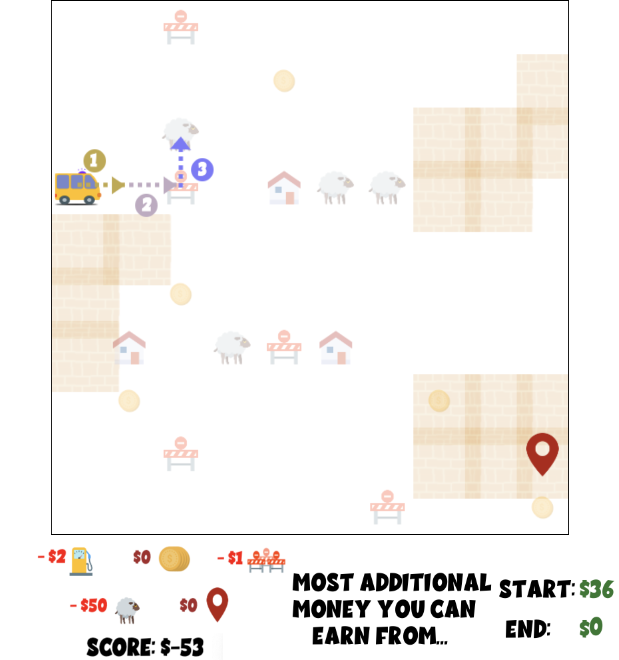 1
2
3
- $2
$0
- $1
- $50
$0
SCORE: $-53
MOST ADDITIONAL
MONEY YOU CAN
EARN FROM...
START: $36
END: $0